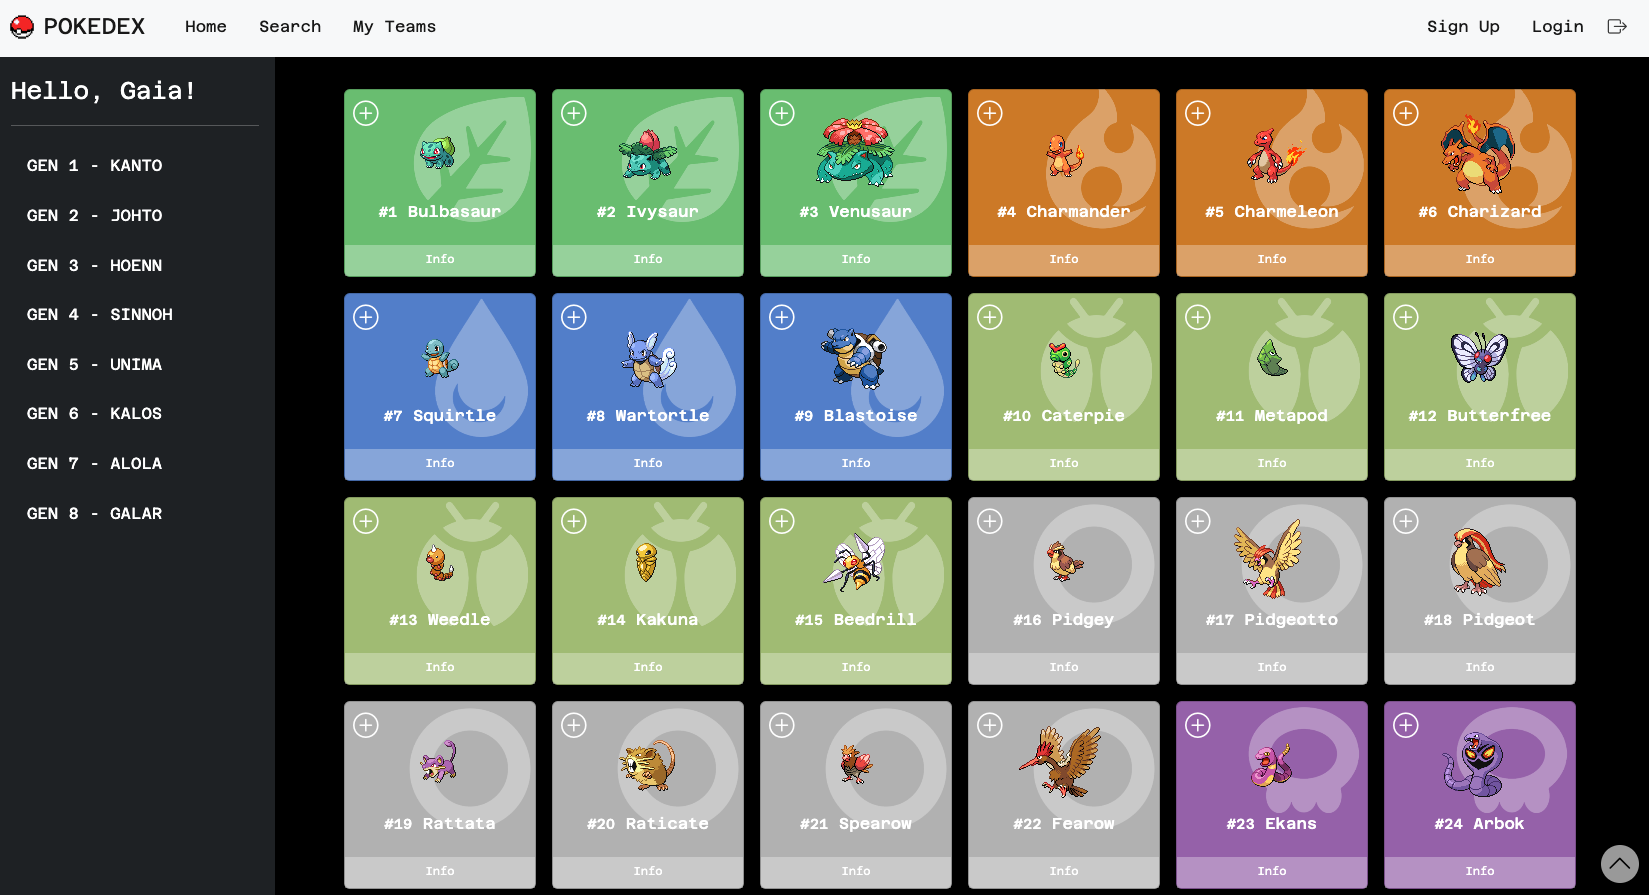 POKEDEX Home Search My Teams Sign Up Login
Hello, Gaia!
GEN 1 - KANTO
GEN 2 - JOHTO
GEN 3 - HOENN
GEN 4 - SINNOH
GEN 5 - UNIMA
GEN 6 - KALOS
GEN 7 - ALOLA
GEN 8 - GALAR
#1 Bulbasaur #2 Ivysaur #3 Venusaur #4 Charmander #5 Charmeleon #6 Charizard
Info Info Info Info Info Info
#7 Squirtle #8 Wartortle #9 Blastoise #10 Caterpie #11 Metapod #12 Butterfree
Info Info Info Info Info Info
#13 Weedle #14 Kakuna #15 Beedrill #16 Pidgey #17 Pidgeotto #18 Pidgeot
Info Info Info Info Info Info
#19 Rattata #20 Raticate #21 Spearow #22 Fearow #23 Ekans #24 Arbok
Info Info Info Info Info Info